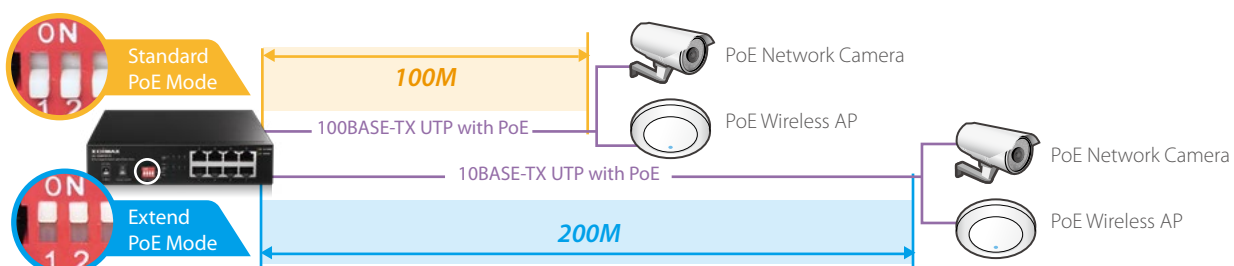 ON
1 2
Standard
PoE Mode
100M
PoE Network Camera
100BASE-TX UTP with PoE
PoE Wireless AP
EDIMAX
10BASE-TX UTP with PoE
PoE Network Camera
ON
1 2
Extend
PoE Mode
200M
PoE Wireless AP